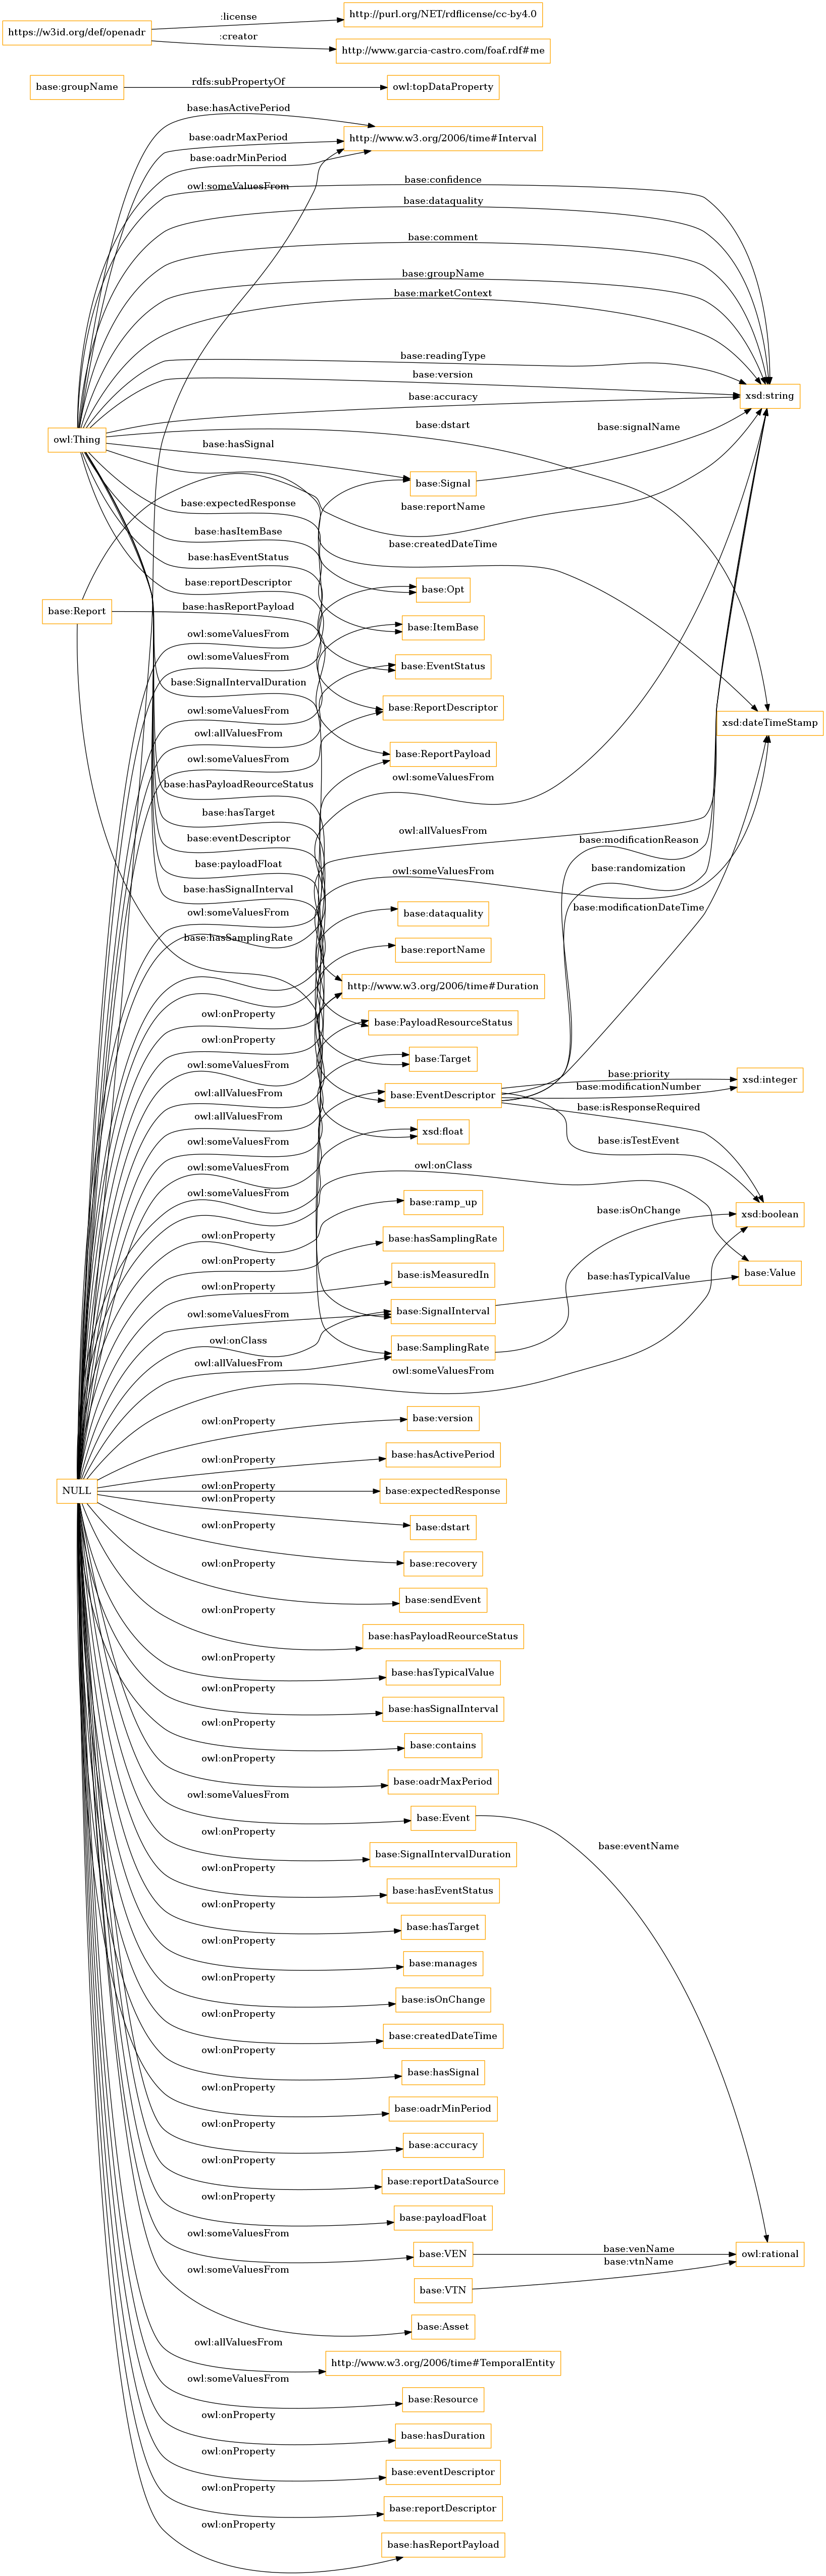 :license
http://purl.org/NET/rdflicense/cc-by4.0
https://w3id.org/def/openadr
:creator
http://www.garcia-castro.com/foaf.rdf#me
rdfs:subPropertyOf
base:groupName
owl:topDataProperty
base:hasActivePeriod
base:oadrMaxPeriod
http://www.w3.org/2006/time#Interval
base:oadrMinPeriod
base:confidence
owl:someValuesFrom
base:dataquality
base:comment
base:groupName
base:marketContext
base:readingType
base:version
xsd:string
base:accuracy
base:dstart
base:signalName
owl:Thing
base:hasSignal
base:Signal
base:expectedResponse
base:reportName
base:hasItemBase
base:createdDateTime
base:hasEventStatus
base:reportDescriptor
base:Opt
base:hasReportPayload
base:Report
base:ItemBase
owl:someValuesFrom
owl:someValuesFrom
base:EventStatus
base:SignalIntervalDuration
base:ReportDescriptor
owl:someValuesFrom
xsd:dateTimeStamp
owl:allValuesFrom
base:ReportPayload
owl:someValuesFrom
owl:someValuesFrom
base:hasPayloadReourceStatus
base:hasTarget
owl:allValuesFrom
base:eventDescriptor
base:modificationReason
base:payloadFloat
owl:someValuesFrom
base:randomization
base:hasSignalInterval
base:modificationDateTime
owl:someValuesFrom
base:dataquality
base:hasSamplingRate
base:reportName
http://www.w3.org/2006/time#Duration
owl:onProperty
base:PayloadResourceStatus
owl:onProperty
base:Target
owl:someValuesFrom
base:priority
xsd:integer
base:modificationNumber
owl:allValuesFrom
base:EventDescriptor
base:isResponseRequired
owl:allValuesFrom
xsd:float
base:isTestEvent
owl:someValuesFrom
owl:onClass
owl:someValuesFrom
owl:someValuesFrom
base:ramp_up
base:isOnChange
xsd:boolean
owl:onProperty
base:hasSamplingRate
owl:onProperty
base:isMeasuredIn
base:hasTypicalValue
base:Value
owl:onProperty
base:SignalInterval
owl:someValuesFrom
owl:onClass
base:SamplingRate
owl:allValuesFrom
owl:someValuesFrom
base:version
owl:onProperty
base:hasActivePeriod
owl:onProperty
NULL
owl:onProperty
base:expectedResponse
owl:onProperty
base:dstart
owl:onProperty
base:recovery
owl:onProperty
base:sendEvent
owl:onProperty
base:hasPayloadReourceStatus
owl:onProperty
base:hasTypicalValue
owl:onProperty
base:hasSignalInterval
owl:onProperty
base:contains
owl:onProperty
base:oadrMaxPeriod
owl:someValuesFrom
base:Event
owl:onProperty
base:eventName
base:SignalIntervalDuration
owl:onProperty
base:hasEventStatus
owl:onProperty
base:hasTarget
owl:onProperty
base:manages
owl:onProperty
base:isOnChange
owl:onProperty
base:createdDateTime
owl:onProperty
base:hasSignal
owl:onProperty
base:oadrMinPeriod
owl:onProperty
base:accuracy
owl:onProperty
base:reportDataSource
owl:onProperty
base:payloadFloat
owl:someValuesFrom
base:VEN
base:venName
owl:rational
base:vtnName
owl:someValuesFrom
base:VTN
base:Asset
owl:allValuesFrom
http://www.w3.org/2006/time#TemporalEntity
owl:someValuesFrom
base:Resource
owl:onProperty
base:hasDuration
owl:onProperty
base:eventDescriptor
owl:onProperty
base:reportDescriptor
owl:onProperty
base:hasReportPayload